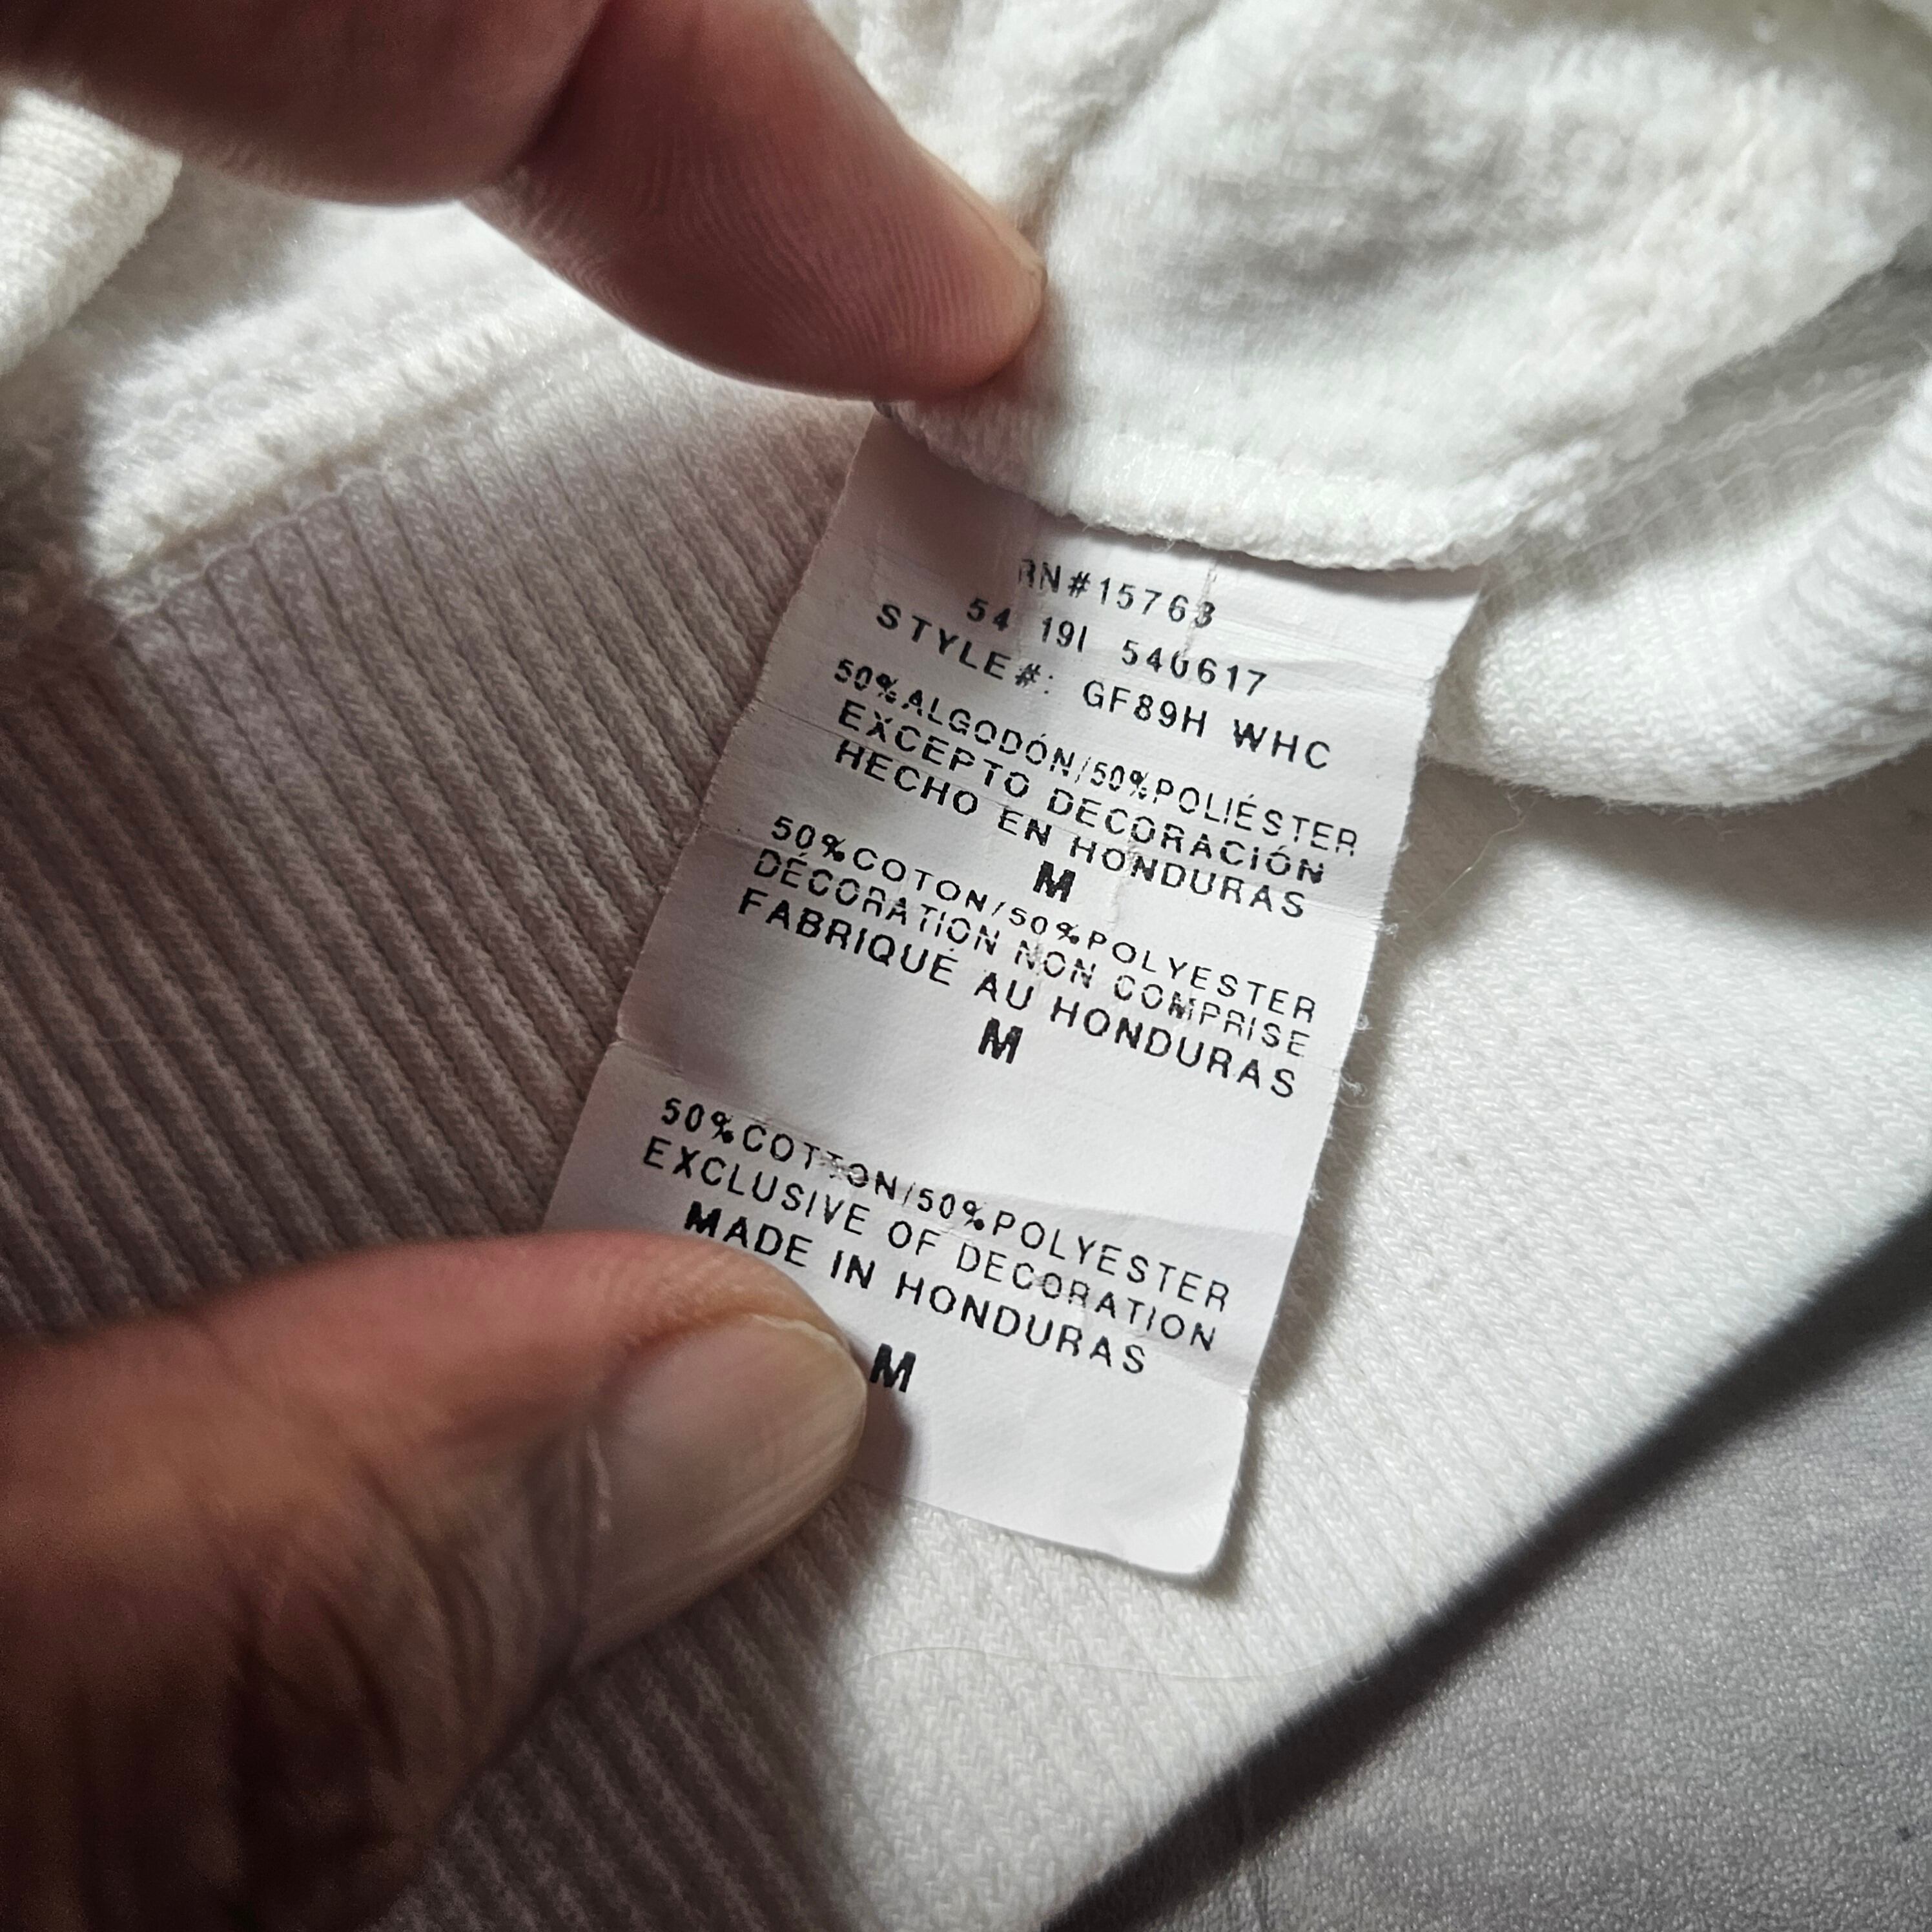 RN#15763
54 19I 540617
STYLE#: GF89H WHC
50%ALGODÓN/50%POLIÉSTER
EXCEPTO DECORACIÓN
HECHO EN HONDURAS
M
50%COTON/50%POLYESTER
DÉCORATION NON COMPRISE
FABRIQUÉ AU HONDURAS
M
50%COTTON/50%POLYESTER
EXCLUSIVE OF DECORATION
MADE IN HONDURAS
M